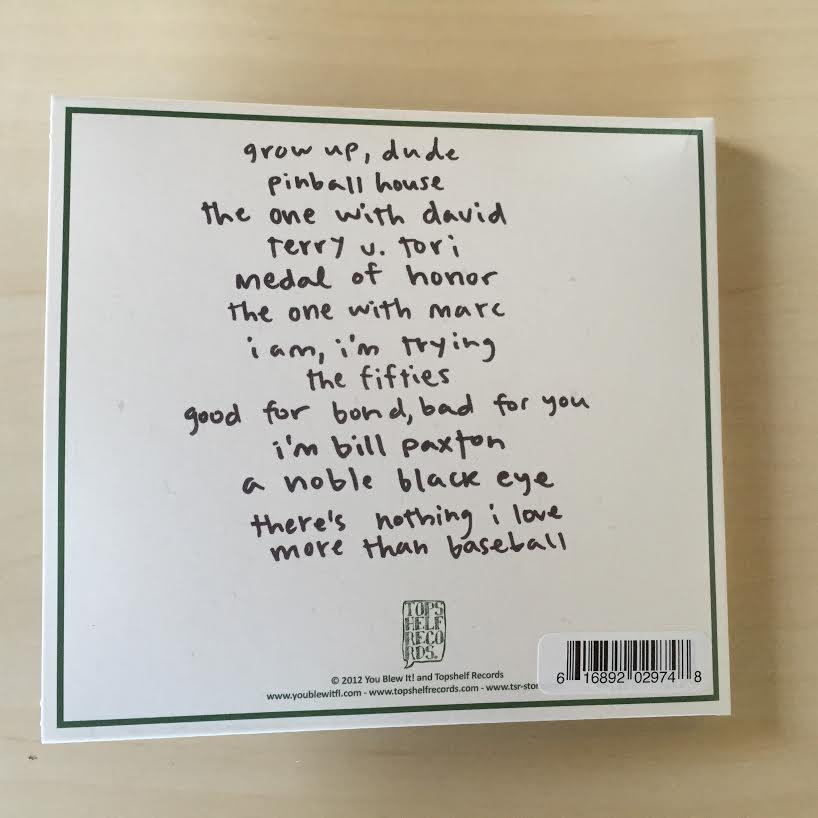 grow up, dude
pinball house
the one with david
terry v. tori
medal of honor
the one with marc
i am, i'm trying
the fifties
good for bond, bad for you
i'm bill paxton
a noble black eye
there's nothing i love
more than baseball
TOPS
HELF
RECO
RDS.
© 2012 You Blew It! and Topshelf Records
www.youblewitfl.com - www.topshelfrecords.com - www.tsr-stor
6 16892 02974 8